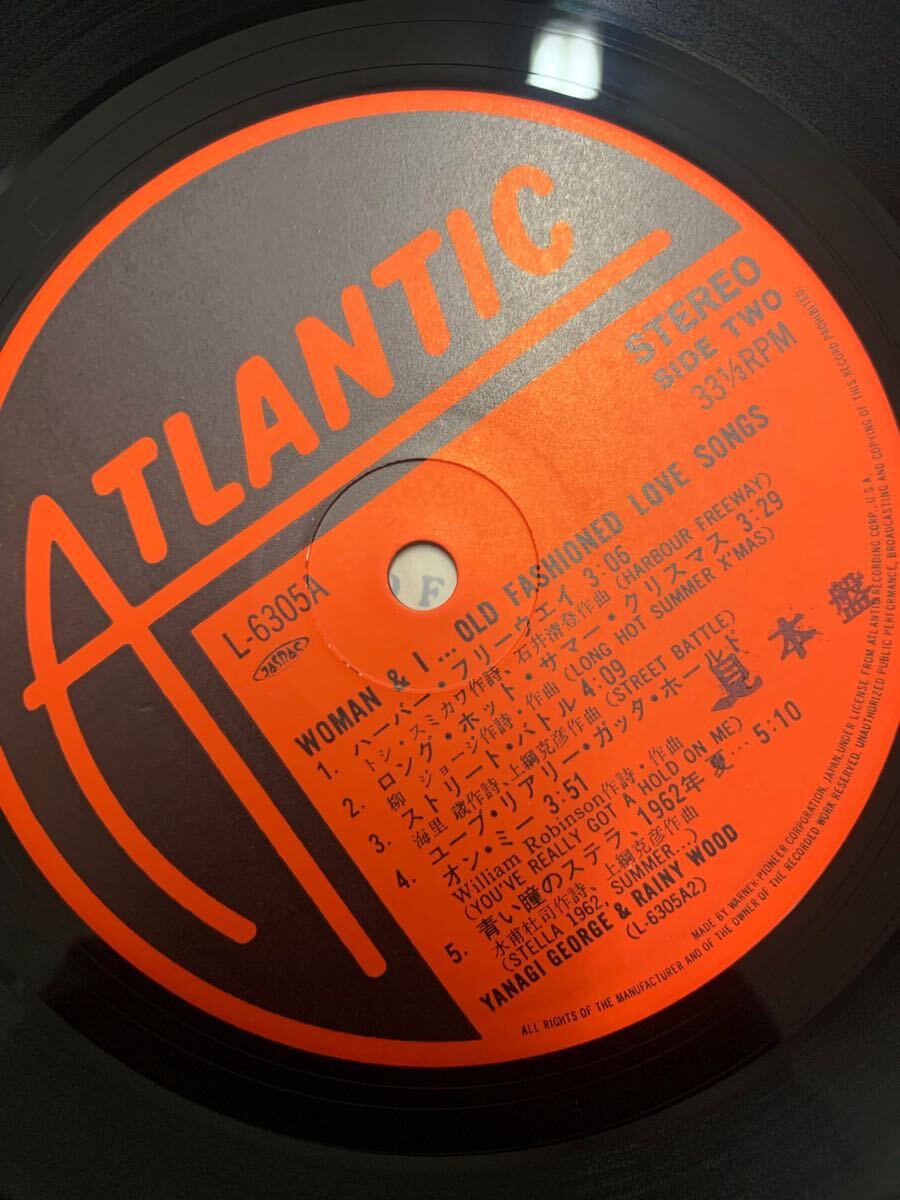 ATLANTIC
STEREO
SIDE TWO
33⅓RPM
L-6305A
JASRAC
WOMAN & I ... OLD FASHIONED LOVE SONGS
1. ハーバー・フリーウェイ 3:06
トシ・スミカワ作詩、石井清登作曲 (HARBOUR FREEWAY)
2. ロング・ホット・サマー・クリスマス 3:29
柳 ジョージ作詩・作曲 (LONG HOT SUMMER X'MAS)
3. ストリート・バトル 4:09
海里 歳作詩、上綱克彦作曲 (STREET BATTLE)
4. ユーヴ・リアリー・ガッタ・ホールド
オン・ミー 3:51
William Robinson作詩・作曲
(YOU'VE REALLY GOT A HOLD ON ME)
5. 青い瞳のステラ、1962年 夏… 5:10
水甫杜司作詩、上綱克彦作曲
(STELLA 1962, SUMMER...)
YANAGI GEORGE & RAINY WOOD
(L-6305A2)
見本盤
MADE BY WARNER-PIONEER CORPORATION, JAPAN, UNDER LICENSE FROM ATLANTIC RECORDING CORP., U.S.A.
ALL RIGHTS OF THE MANUFACTURER AND OF THE OWNER OF THE RECORDED WORK RESERVED. UNAUTHORIZED PUBLIC PERFORMANCE, BROADCASTING AND COPYING OF THIS RECORD PROHIBITED.
F